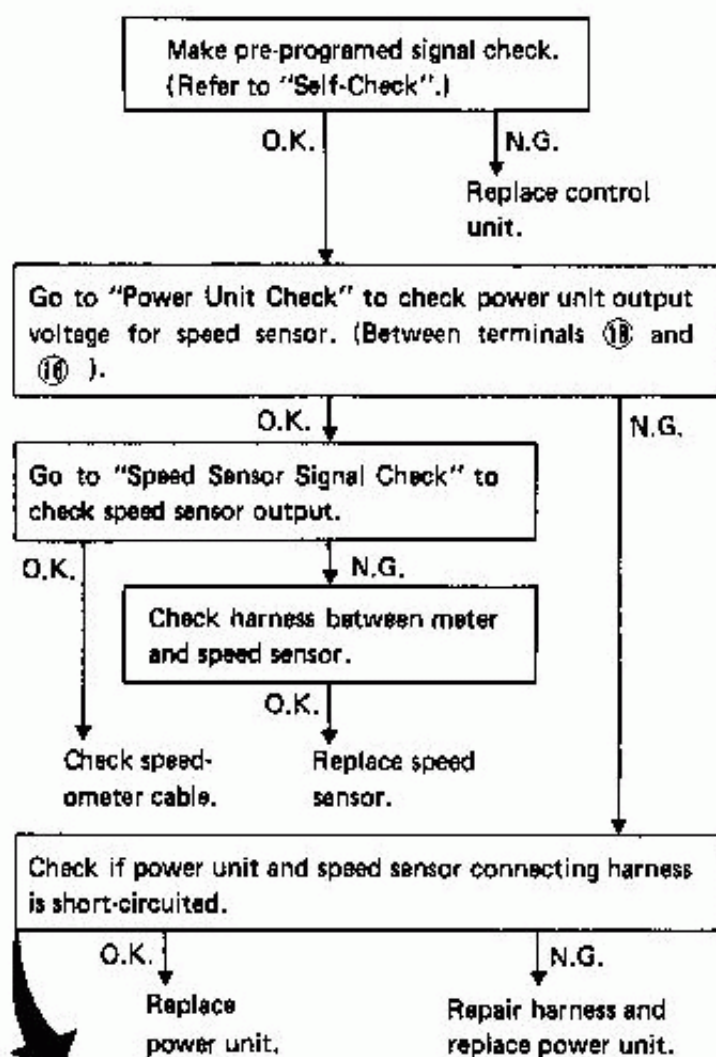 Make pre-programed signal check.
(Refer to "Self-Check".)
O.K.
N.G.
Replace control
unit.
Go to "Power Unit Check" to check power unit output
voltage for speed sensor. (Between terminals ⑱ and
⑯ ).
O.K.
N.G.
Go to "Speed Sensor Signal Check" to
check speed sensor output.
O.K.
N.G.
Check harness between meter
and speed sensor.
O.K.
Check speed-
ometer cable.
Replace speed
sensor.
Check if power unit and speed sensor connecting harness
is short-circuited.
O.K.
N.G.
Replace
power unit.
Repair harness and
replace power unit.